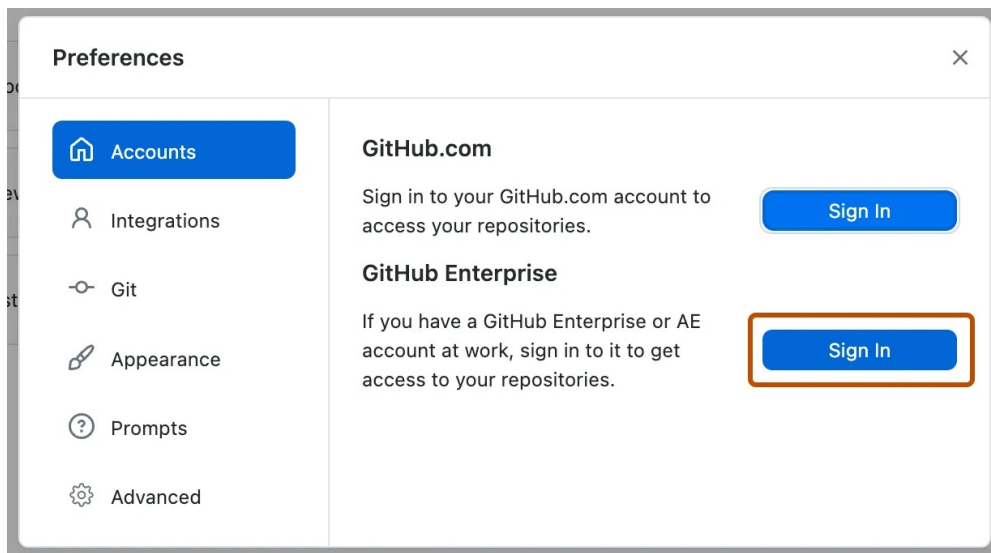 Preferences
Accounts
Integrations
Git
Appearance
Prompts
Advanced
GitHub.com
Sign in to your GitHub.com account to
access your repositories.
Sign In
GitHub Enterprise
If you have a GitHub Enterprise or AE
account at work, sign in to it to get
access to your repositories.
Sign In